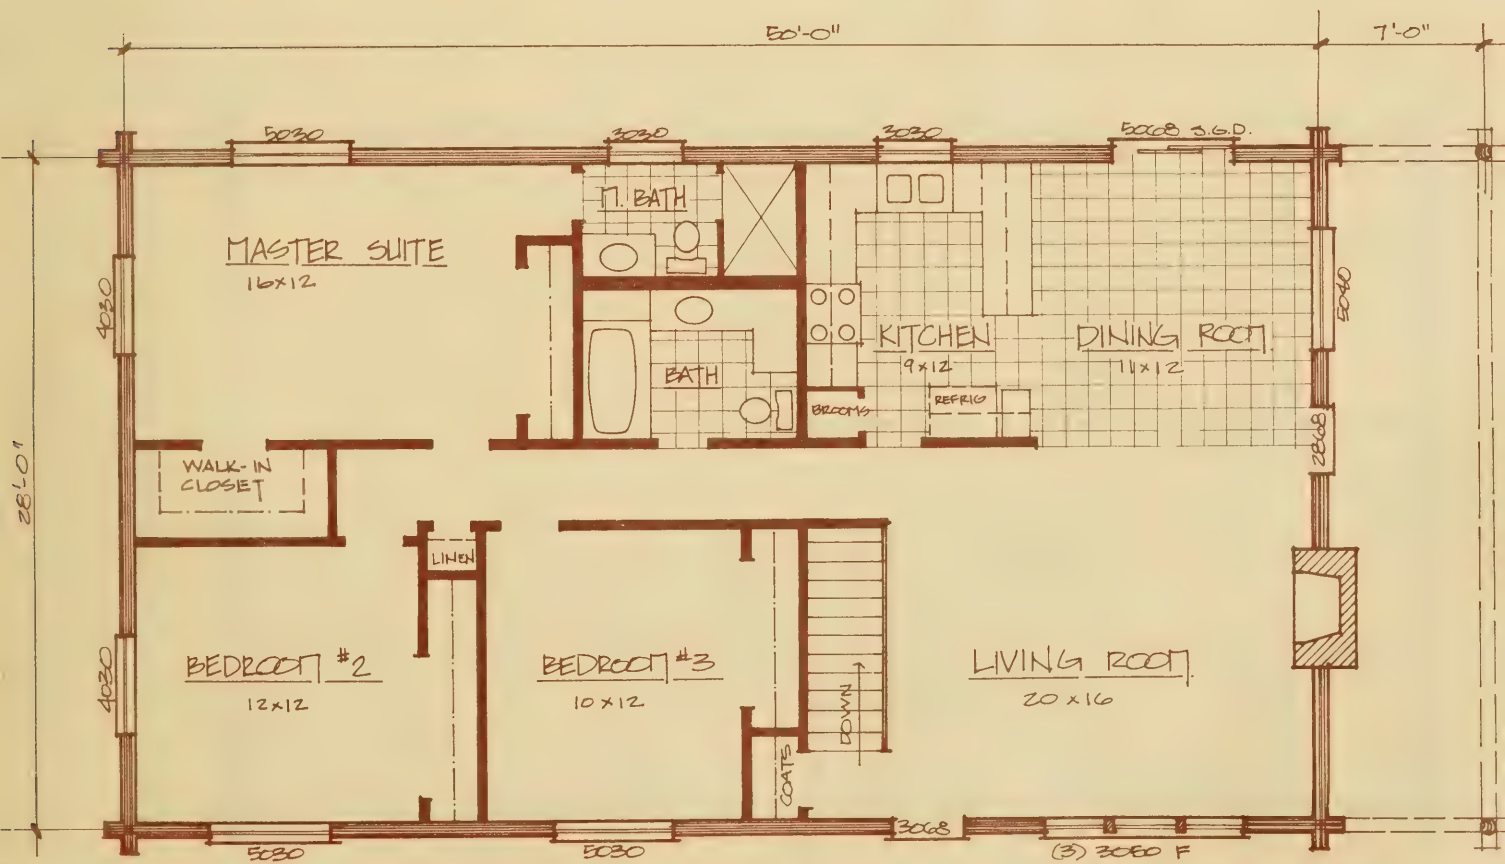 50'-0"
7'-0"
5030
3030
3030
5068 S.G.D.
M. BATH
MASTER SUITE
16x12
4030
5040
KITCHEN
9x12
DINING ROOM
11x12
BATH
BROOMS
REFRIG
2868
WALK-IN
CLOSET
28'-0"
LINEN
BEDROOM #2
12x12
BEDROOM #3
10x12
LIVING ROOM
20x16
4030
DOWN
COATS
5030
5030
3068
(3) 3050 F